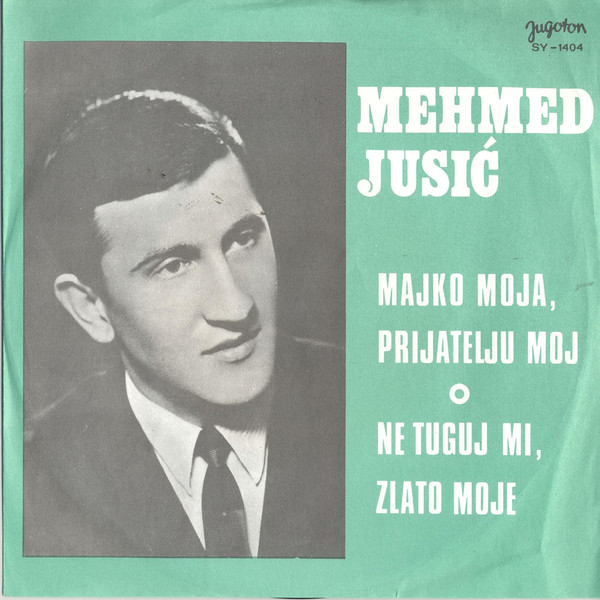 Jugoton
SY-1404
MEHMED
JUSIĆ
MAJKO MOJA,
PRIJATELJU MOJ
NE TUGUJ MI,
ZLATO MOJE